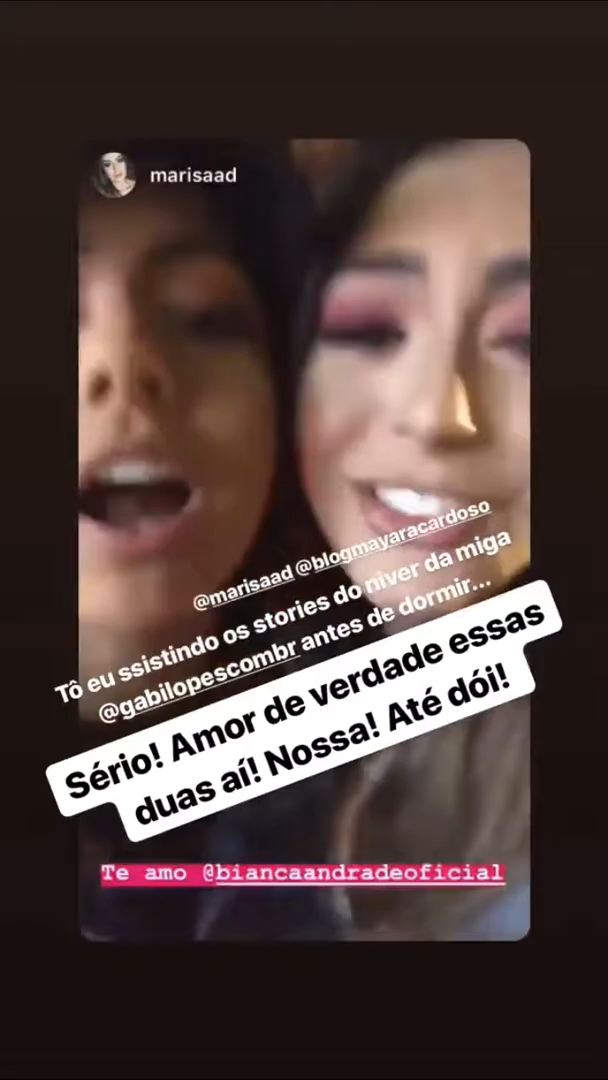 marisaad
@marisaad @blogmayaracardoso
Tô eu ssistindo os stories do niver da miga
@gabilopescombr antes de dormir...
Sério! Amor de verdade essas
duas aí! Nossa! Até dói!
Te amo @biancaandradeoficial